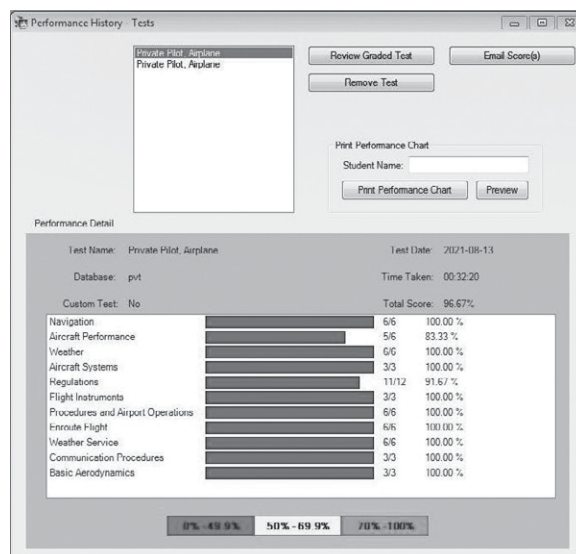 Performance History - Tests
Private Pilot, Airplane
Private Pilot, Airplane
Review Graded Test
Email Score(s)
Remove Test
Print Performance Chart
Student Name:
Print Performance Chart
Preview
Performance Detail
Test Name: Private Pilot, Airplane Test Date: 2021-08-13
Database: pvt Time Taken: 00:32:20
Custom Test: No Total Score: 96.67%
Navigation 6/6 100.00 %
Aircraft Performance 5/6 83.33 %
Weather 6/6 100.00 %
Aircraft Systems 3/3 100.00 %
Regulations 11/12 91.67 %
Flight Instruments 3/3 100.00 %
Procedures and Airport Operations 6/6 100.00 %
Enroute Flight 6/6 100.00 %
Weather Service 6/6 100.00 %
Communication Procedures 3/3 100.00 %
Basic Aerodynamics 3/3 100.00 %
0% -49.9% 50% -69.9% 70% -100%